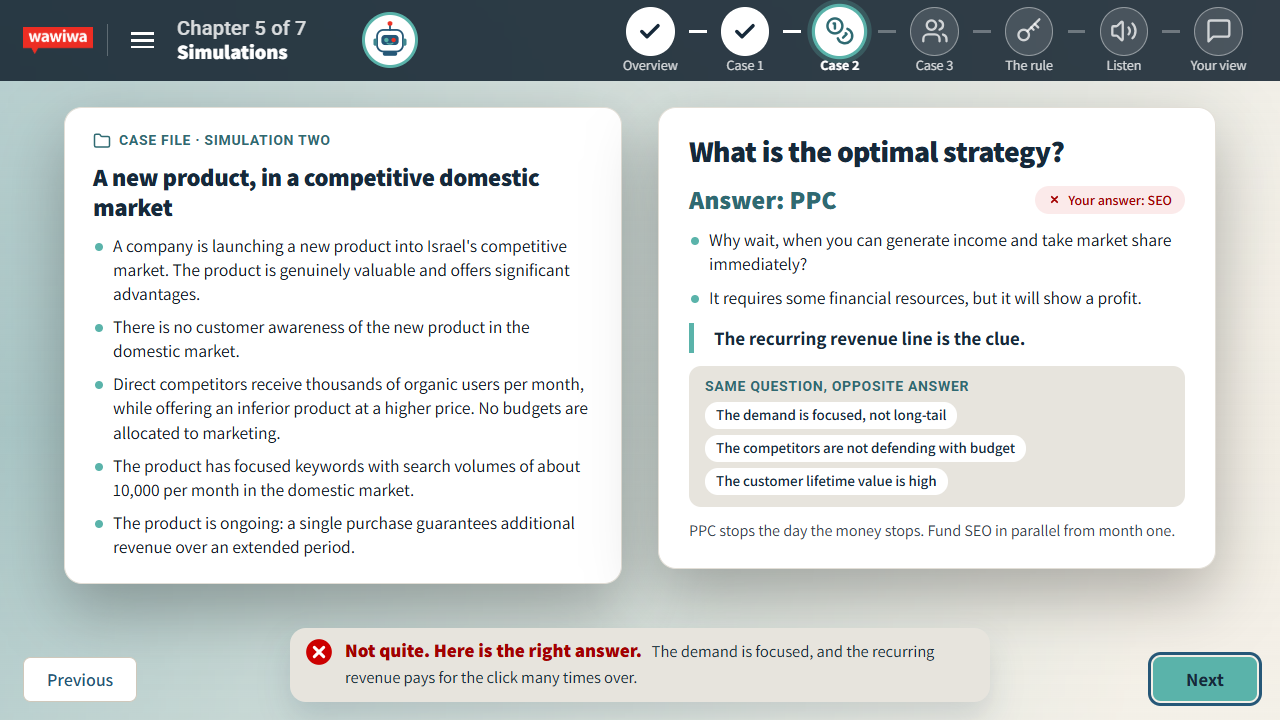 wawiwa
Chapter 5 of 7
Simulations
Overview
Case 1
Case 2
Case 3
The rule
Listen
Your view
CASE FILE · SIMULATION TWO
A new product, in a competitive domestic
market
A company is launching a new product into Israel's competitive
market. The product is genuinely valuable and offers significant
advantages.
There is no customer awareness of the new product in the
domestic market.
Direct competitors receive thousands of organic users per month,
while offering an inferior product at a higher price. No budgets are
allocated to marketing.
The product has focused keywords with search volumes of about
10,000 per month in the domestic market.
The product is ongoing: a single purchase guarantees additional
revenue over an extended period.
What is the optimal strategy?
Answer: PPC
Your answer: SEO
Why wait, when you can generate income and take market share
immediately?
It requires some financial resources, but it will show a profit.
The recurring revenue line is the clue.
SAME QUESTION, OPPOSITE ANSWER
The demand is focused, not long-tail
The competitors are not defending with budget
The customer lifetime value is high
PPC stops the day the money stops. Fund SEO in parallel from month one.
Not quite. Here is the right answer. The demand is focused, and the recurring
revenue pays for the click many times over.
Previous
Next